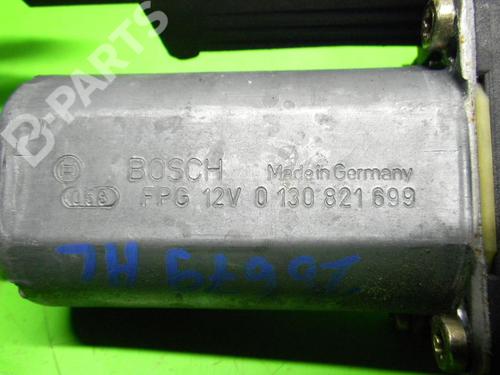 B-PARTS
BOSCH Made in Germany
FPG 12V 0 130 821 699